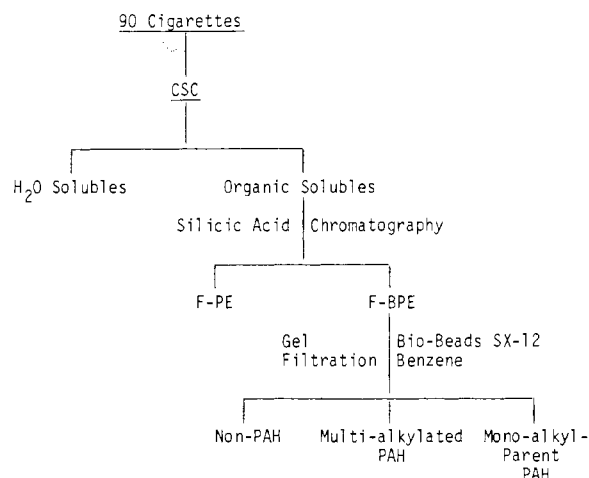 90 Cigarettes
CSC
H₂O Solubles Organic Solubles
Silicic Acid Chromatography
F-PE F-BPE
Gel Bio-Beads SX-12
Filtration Benzene
Non-PAH Multi-alkylated Mono-alkyl-
PAH Parent
PAH